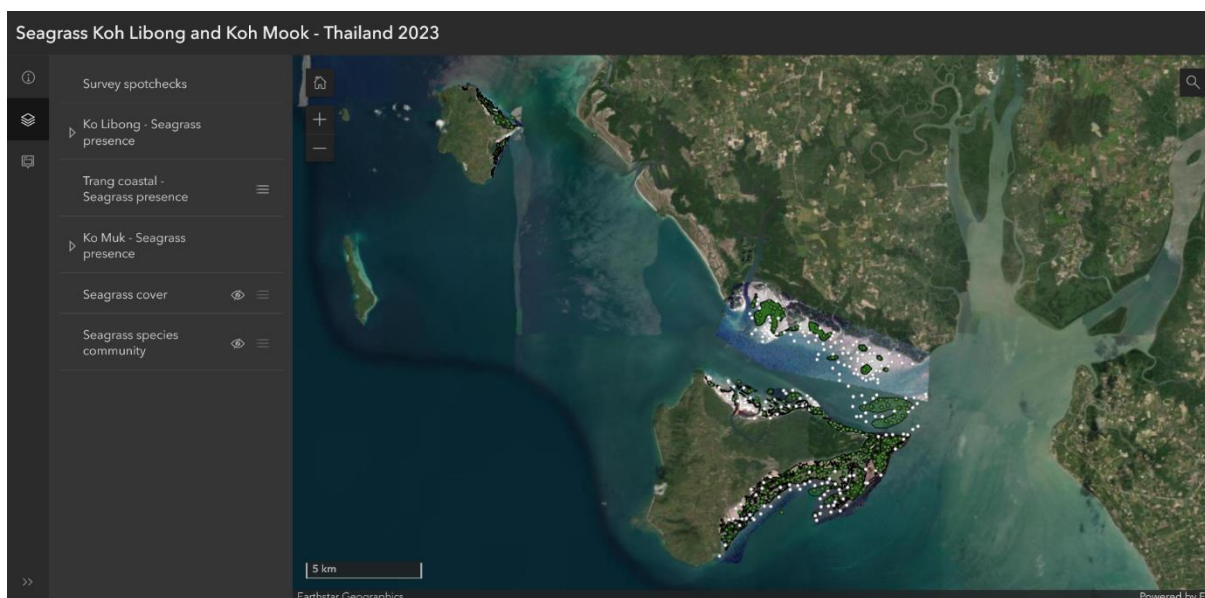 Seagrass Koh Libong and Koh Mook - Thailand 2023
Survey spotchecks
Ko Libong - Seagrass
presence
Trang coastal -
Seagrass presence
Ko Muk - Seagrass
presence
Seagrass cover
Seagrass species
community
5 km
Earthstar Geographics
Powered by E